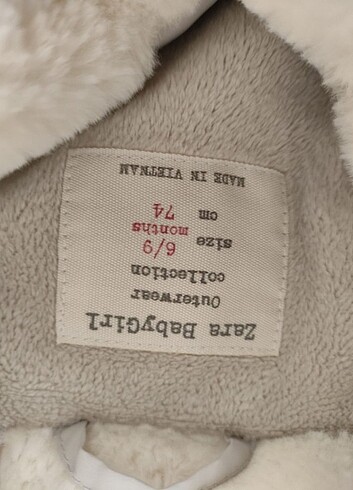 Zara BabyGirl
Outerwear
collection
size 6/9
months
cm 74
MADE IN VIETNAM